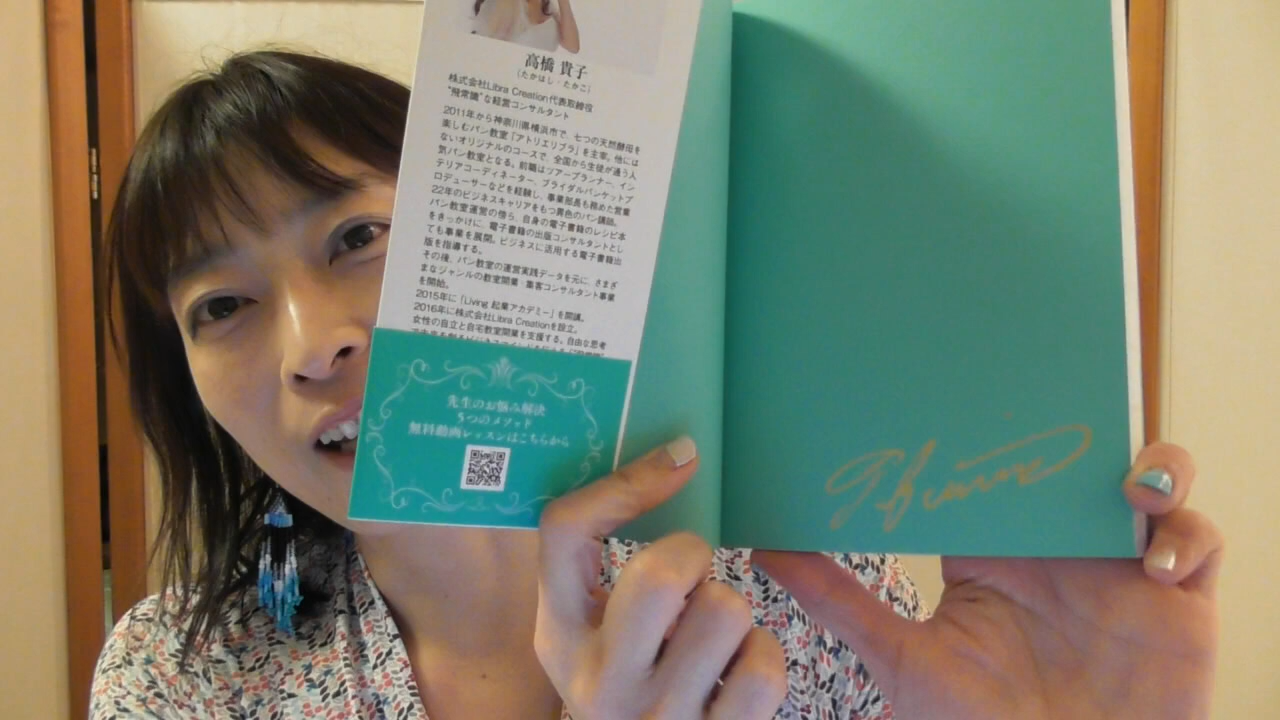 高橋 貴子
(たかはし・たかこ)
株式会社Libra Creation代表取締役
"飛常識"な経営コンサルタント
2011年から神奈川県横浜市で、七つの天然酵母を
楽しむパン教室「アトリエリブラ」を主宰。他には
ないオリジナルのコースで、全国から生徒が通う人
気パン教室となる。前職はツアープランナー、イン
テリアコーディネーター、ブライダルバンケットプ
ロデューサーなどを経験し、事業部長も務めた営業
22年のビジネスキャリアをもつ異色のパン講師。
パン教室運営の傍ら、自身の電子書籍のレシピ本
をきっかけに、電子書籍の出版コンサルタントとし
ても事業を展開。ビジネスに活用する電子書籍出
版を指導する。
その後、パン教室の運営実践データを元に、さまざ
まなジャンルの教室開業・集客コンサルタント事業
を開始。
2015年に「Living 起業アカデミー」を開講。
2016年に株式会社Libra Creationを設立。
女性の自立と自宅教室開業を支援する。自由な思考
先生のお悩み解決
5つのメソッド
無料動画レッスンはこちらから